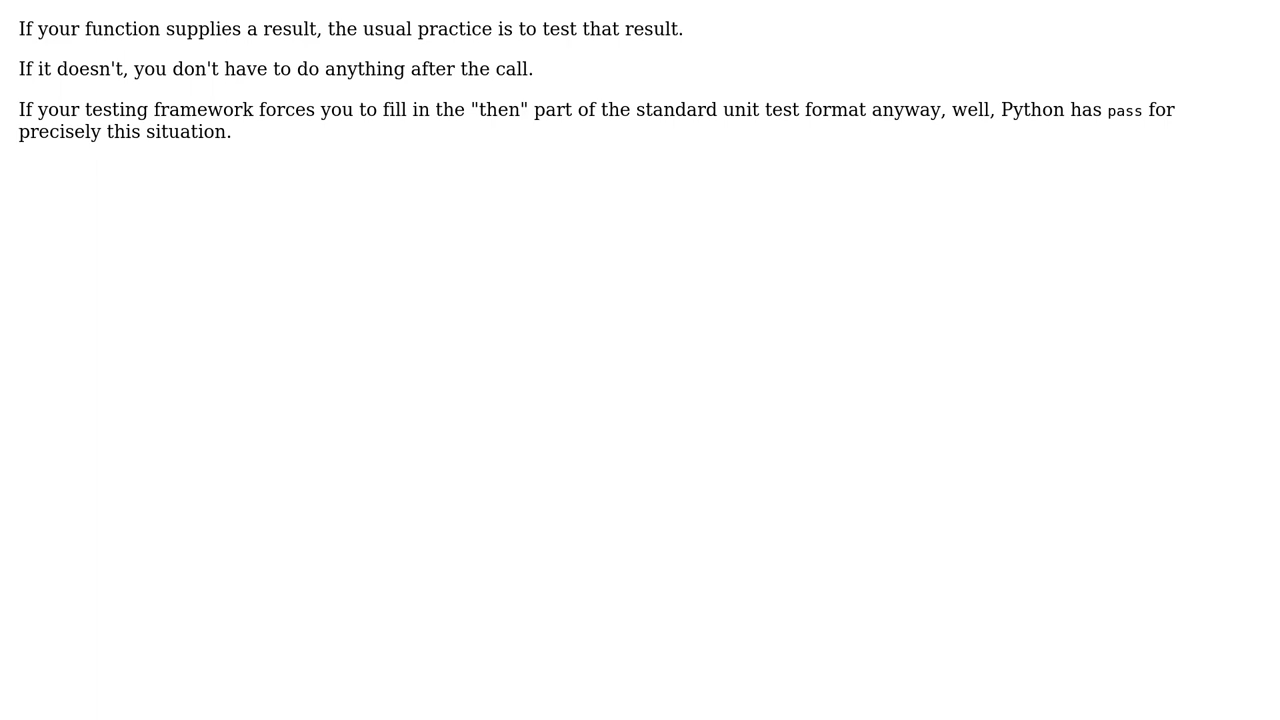 If your function supplies a result, the usual practice is to test that result.
If it doesn't, you don't have to do anything after the call.
If your testing framework forces you to fill in the "then" part of the standard unit test format anyway, well, Python has pass for
precisely this situation.